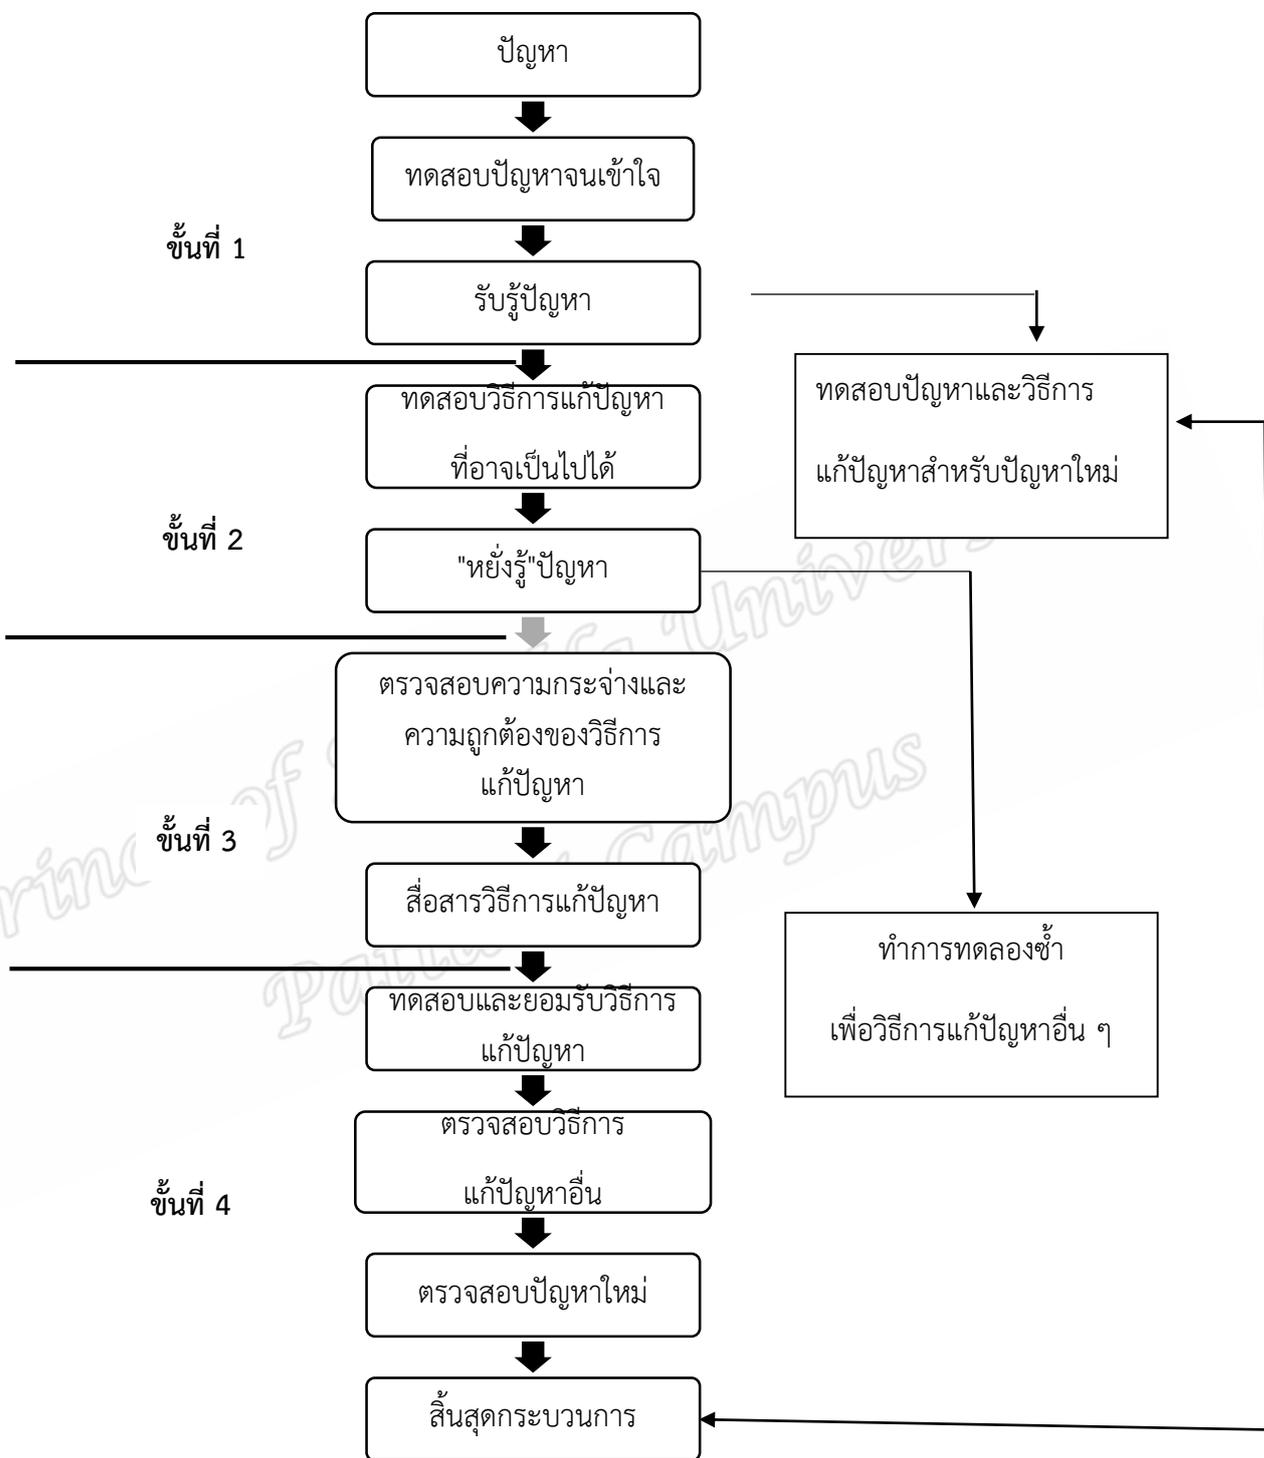 ปัญหา
ทดสอบปัญหาจนเข้าใจ
ขั้นที่ 1
รับรู้ปัญหา
ทดสอบวิธีการแก้ปัญหา
ที่อาจเป็นไปได้
ทดสอบปัญหาและวิธีการ
แก้ปัญหาสำหรับปัญหาใหม่
ขั้นที่ 2
"หยั่งรู้"ปัญหา
ตรวจสอบความกระจ่างและ
ความถูกต้องของวิธีการ
แก้ปัญหา
ขั้นที่ 3
สื่อสารวิธีการแก้ปัญหา
ทำการทดลองซ้ำ
เพื่อวิธีการแก้ปัญหาอื่น ๆ
ทดสอบและยอมรับวิธีการ
แก้ปัญหา
ตรวจสอบวิธีการ
แก้ปัญหาอื่น
ขั้นที่ 4
ตรวจสอบปัญหาใหม่
สิ้นสุดกระบวนการ
of
Campus